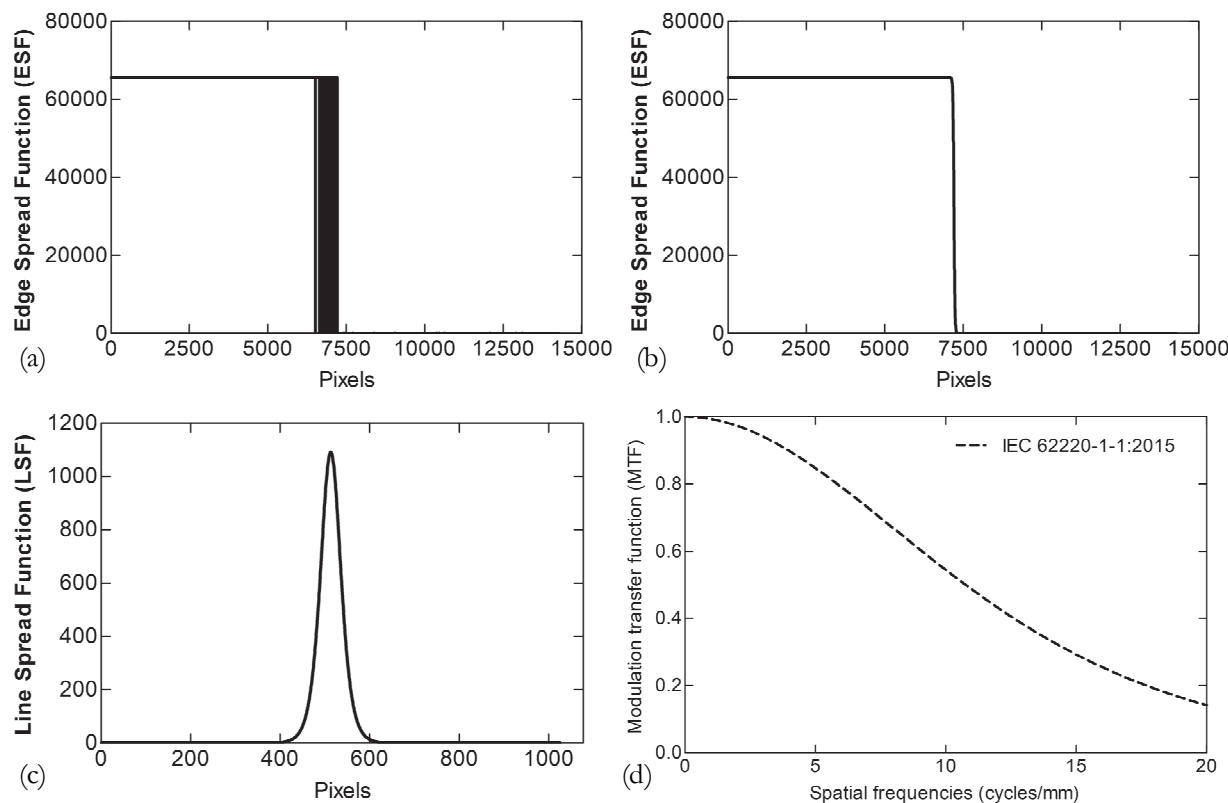 Edge Spread Function (ESF)
80000
60000
40000
20000
0
0 2500 5000 7500 10000 12500 15000
Pixels
(a)
Edge Spread Function (ESF)
80000
60000
40000
20000
0
0 2500 5000 7500 10000 12500 15000
Pixels
(b)
Line Spread Function (LSF)
1200
1000
800
600
400
200
0
0 200 400 600 800 1000
Pixels
(c)
Modulation transfer function (MTF)
1.0
0.8
0.6
0.4
0.2
0.0
IEC 62220-1-1:2015
0 5 10 15 20
Spatial frequencies (cycles/mm)
(d)